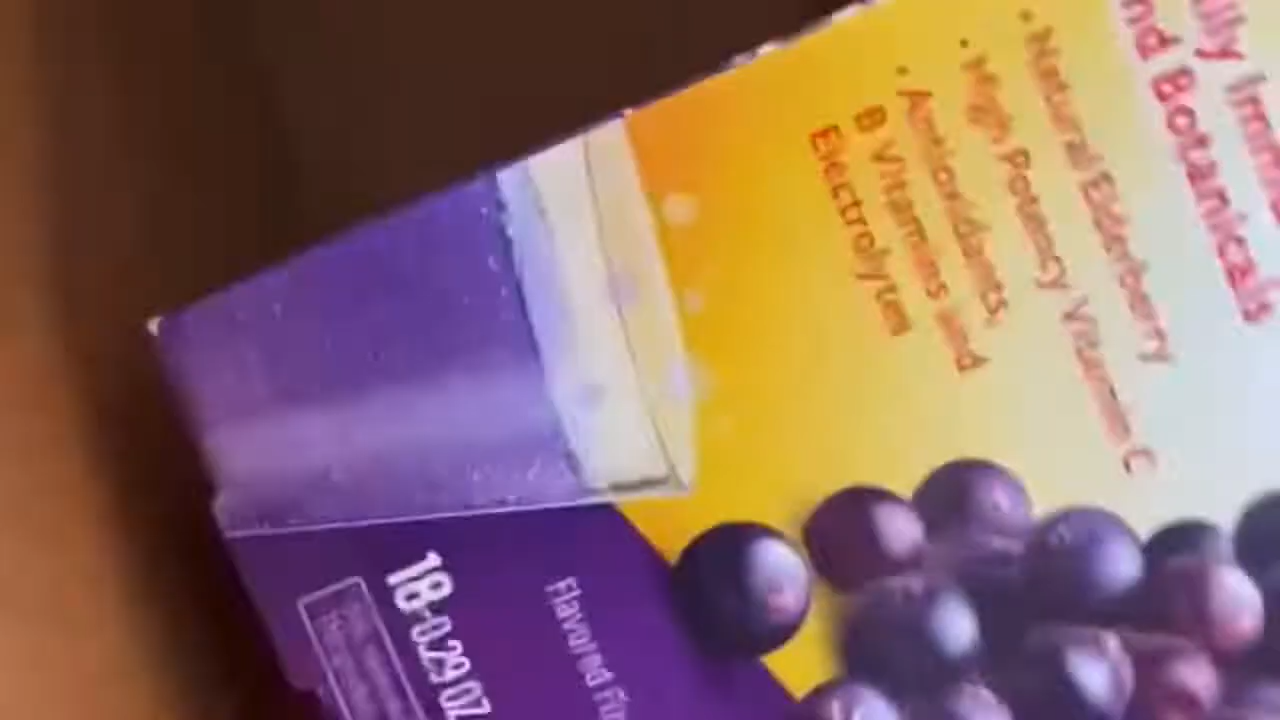 nd Botanicals
• Natural Elderberry
• High Potency Vitamin C
• Antioxidants,
B Vitamins and
Electrolytes
Flavored
18-0.29 OZ